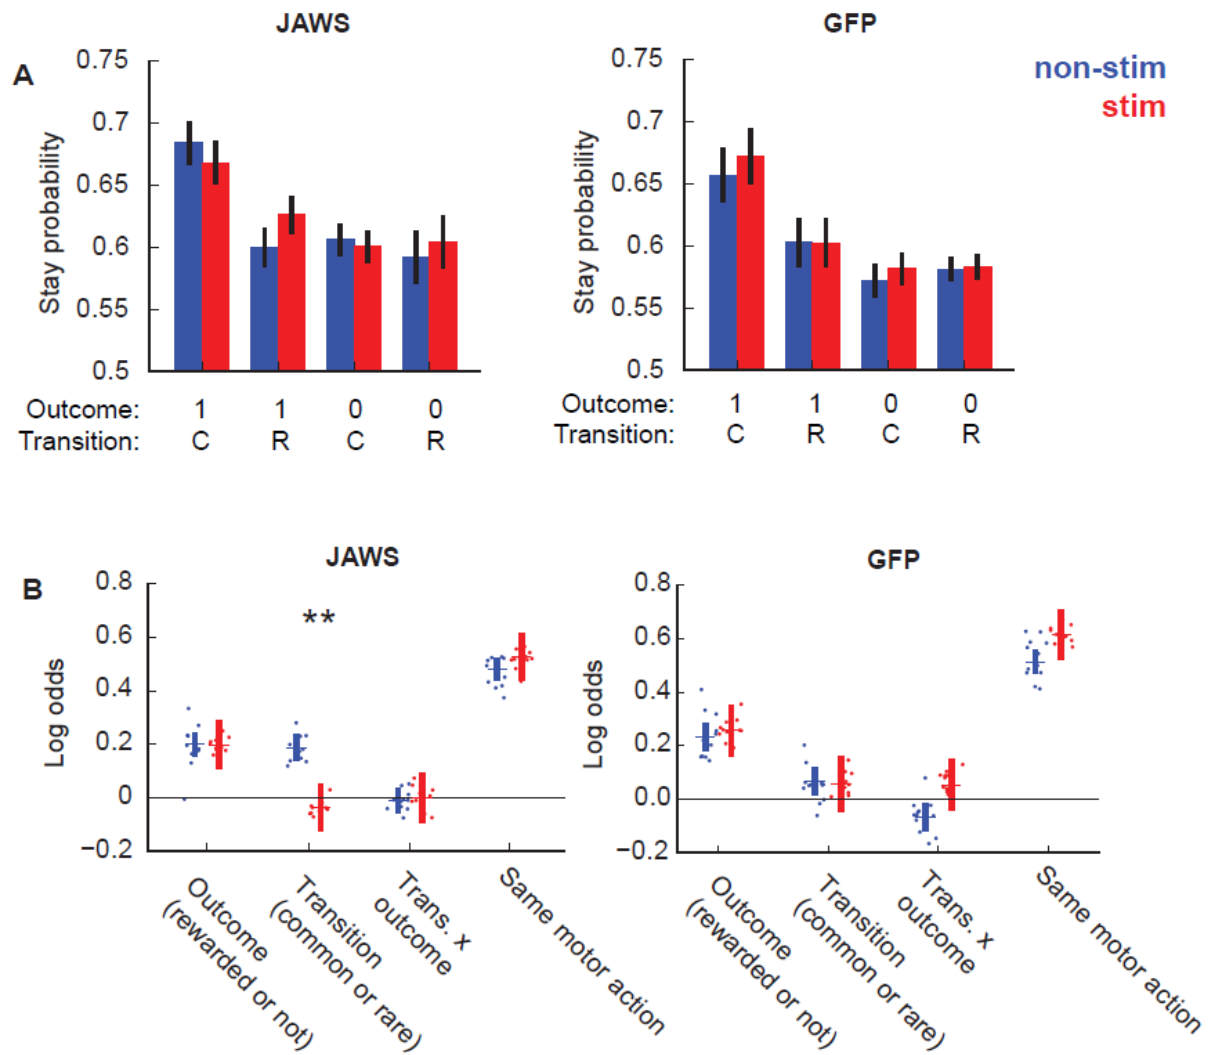 JAWS
GFP
A
non-stim
stim
Stay probability
0.75
0.7
0.65
0.6
0.55
0.5
Outcome: 1 1 0 0
Transition: C R C R
Stay probability
0.75
0.7
0.65
0.6
0.55
0.5
Outcome: 1 1 0 0
Transition: C R C R
B
JAWS
Log odds
0.8
0.6
0.4
0.2
0
−0.2
**
Outcome
(rewarded or not)
Transition
(common or rare)
Trans. x
outcome
Same motor action
GFP
Log odds
0.8
0.6
0.4
0.2
0.0
−0.2
Outcome
(rewarded or not)
Transition
(common or rare)
Trans. x
outcome
Same motor action